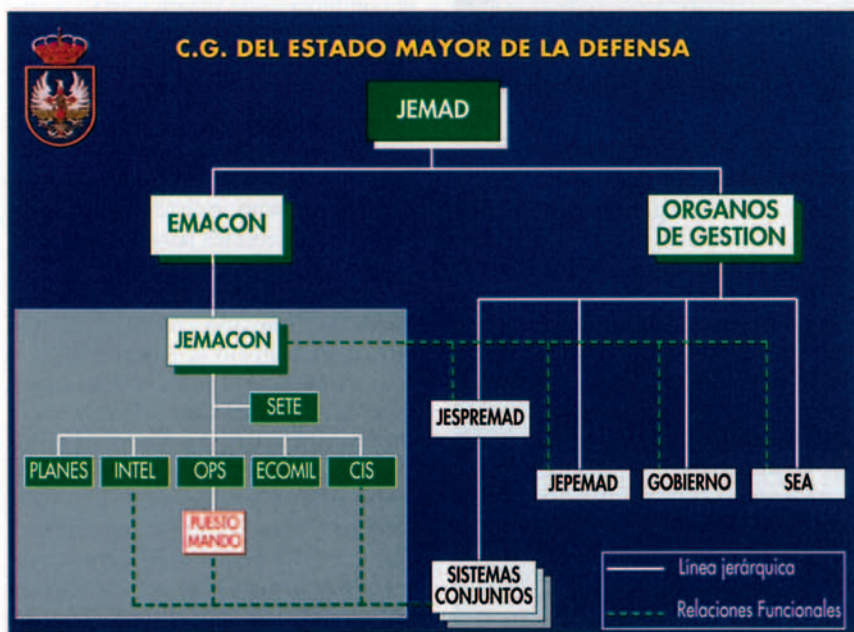 C.G. DEL ESTADO MAYOR DE LA DEFENSA
JEMAD
EMACON
ORGANOS
DE GESTION
JEMACON
SETE
JESPREMAD
PLANES
INTEL
OPS
ECOMIL
CIS
JEPEMAD
GOBIERNO
SEA
PUESTO
MANDO
SISTEMAS
CONJUNTOS
Línea jerárquica
Relaciones Funcionales